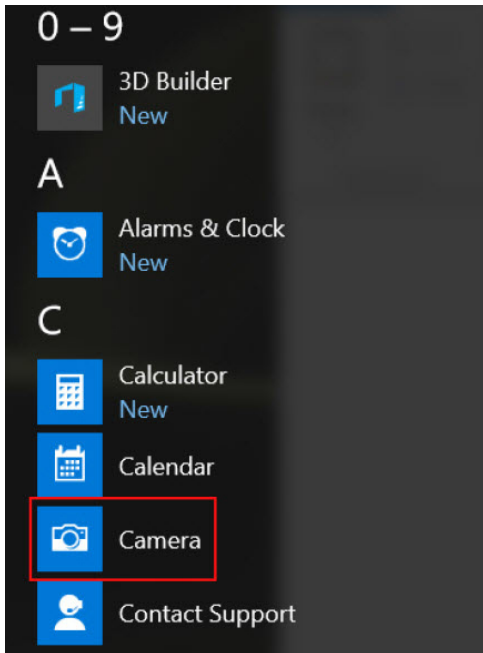 0 – 9
3D Builder
New
A
Alarms & Clock
New
C
Calculator
New
Calendar
Camera
Contact Support